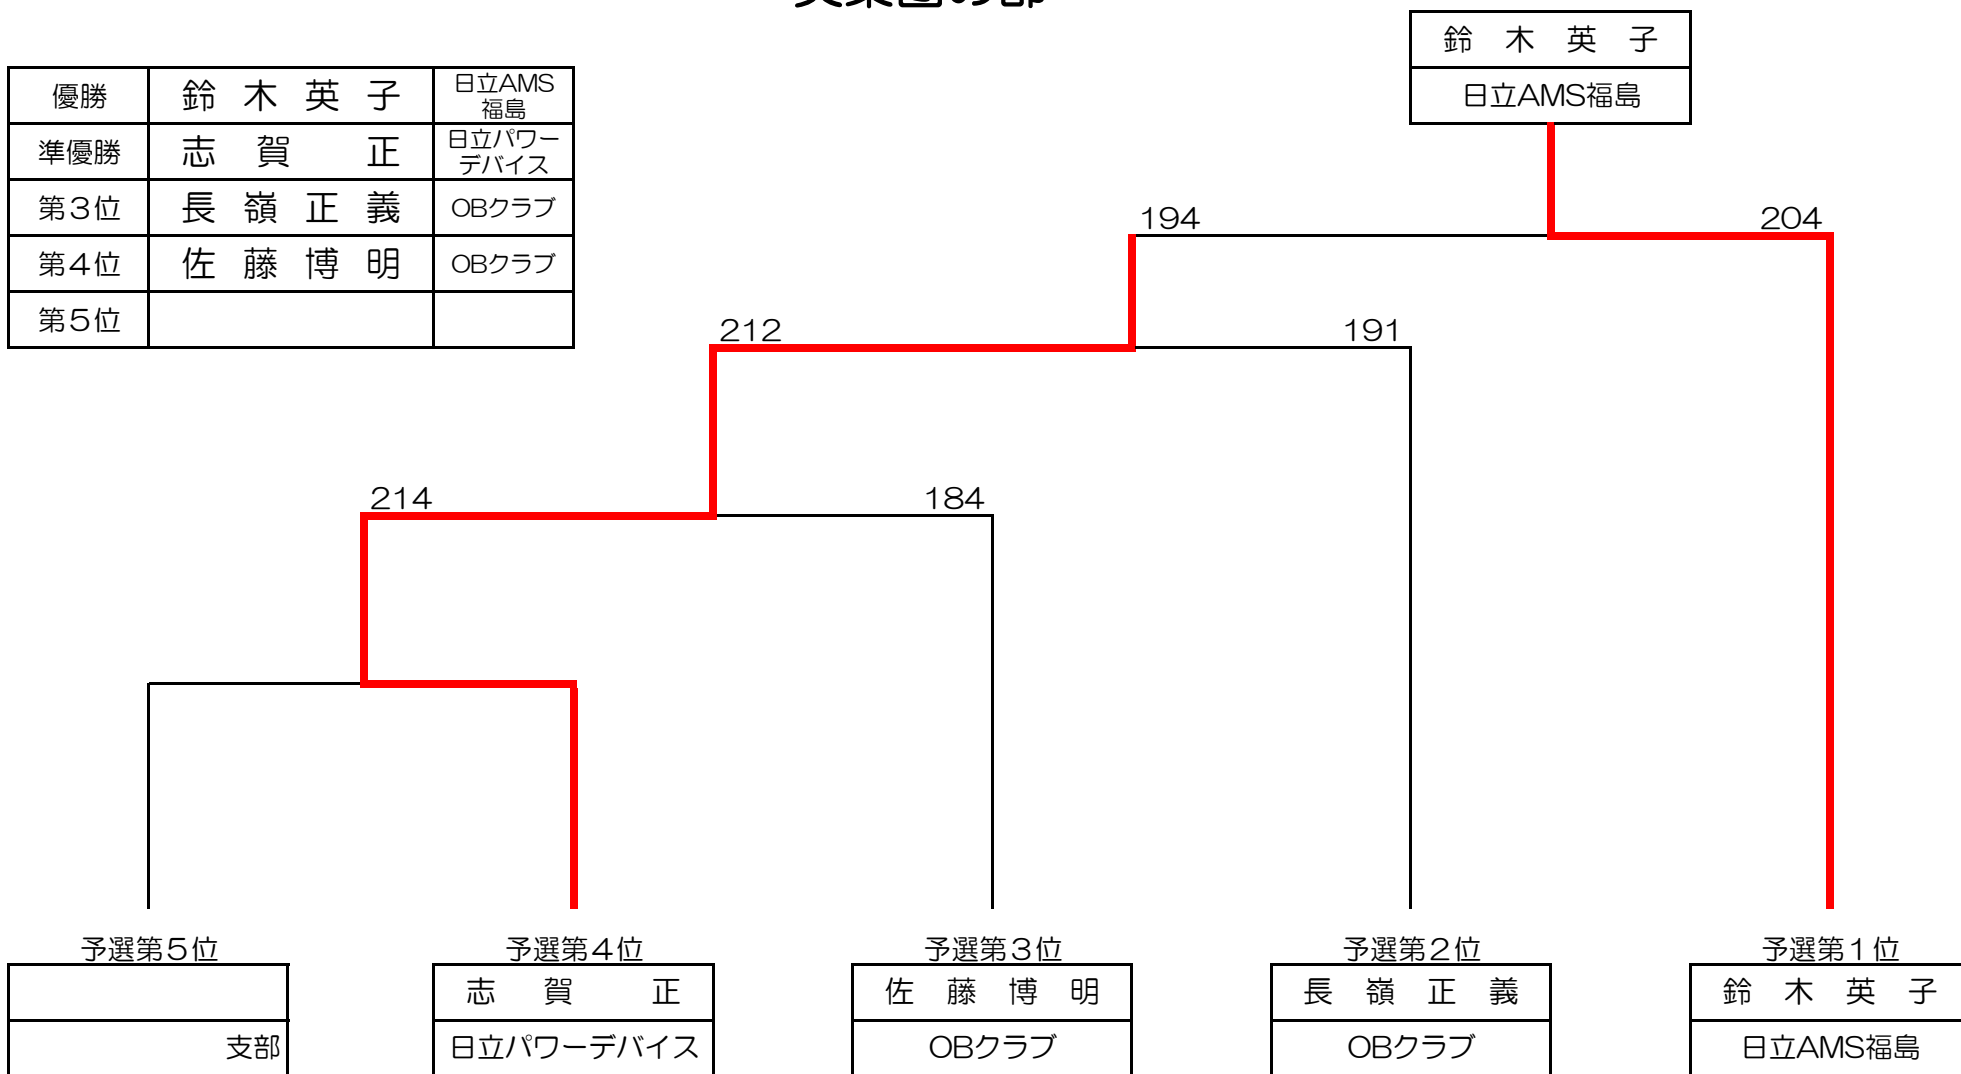 鈴 木 英 子
日立AMS福島
優勝 鈴 木 英 子 日立AMS
福島
準優勝 志 賀 正 日立パワー
デバイス
第3位 長 嶺 正 義 OBクラブ
第4位 佐 藤 博 明 OBクラブ
第5位
194 204
212 191
214 184
予選第5位 予選第4位 予選第3位 予選第2位 予選第1位
志 賀 正 佐 藤 博 明 長 嶺 正 義 鈴 木 英 子
支部 日立パワーデバイス OBクラブ OBクラブ 日立AMS福島